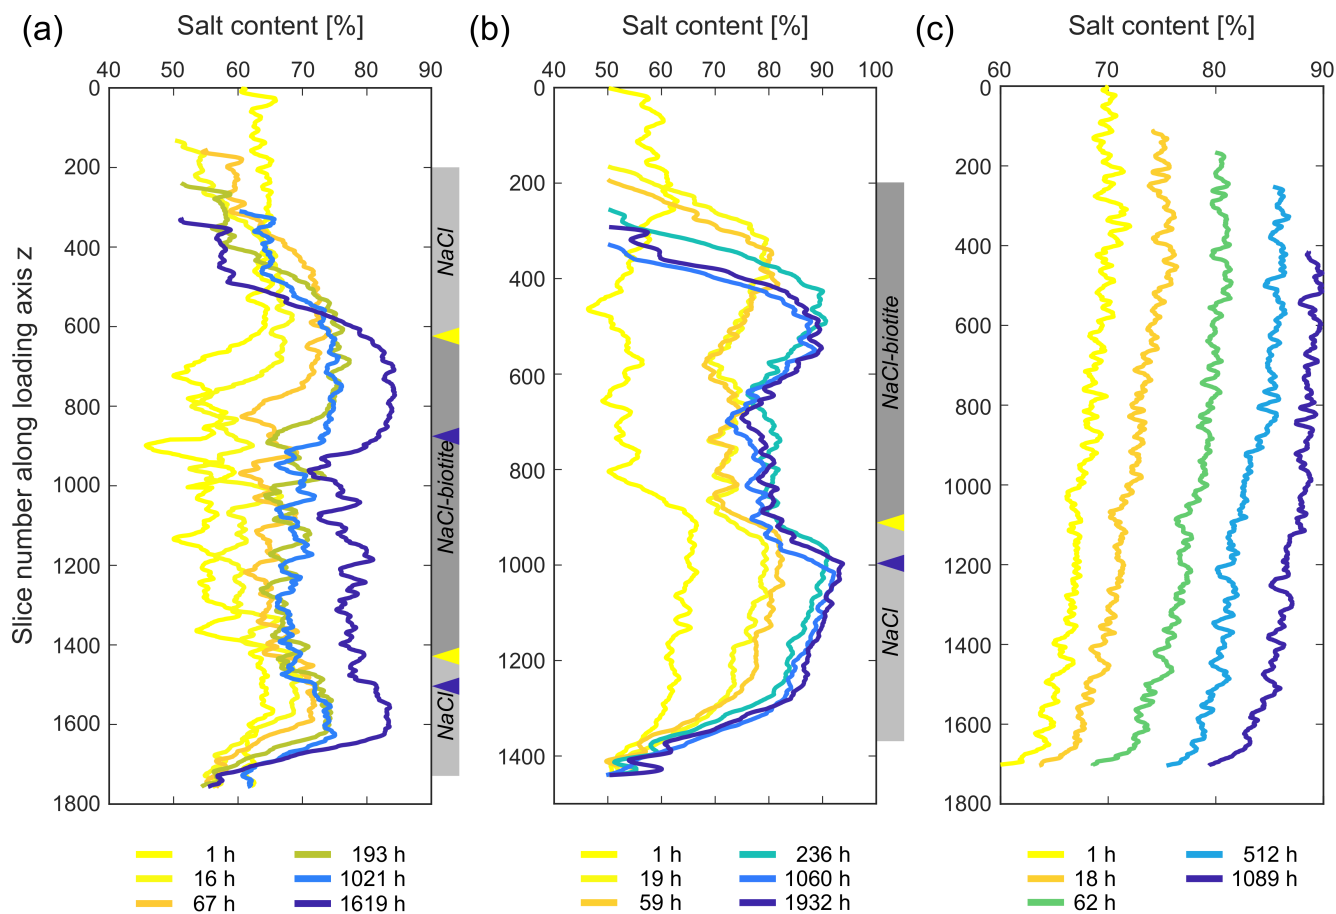 (a) Salt content [%]
40 50 60 70 80 90
0
200
400
600
800
1000
1200
1400
1600
1800
Slice number along loading axis z
NaCl
NaCl-biotite
NaCl
1 h
16 h
67 h
193 h
1021 h
1619 h
(b) Salt content [%]
40 50 60 70 80 90 100
0
200
400
600
800
1000
1200
1400
NaCl-biotite
NaCl
1 h
19 h
59 h
236 h
1060 h
1932 h
(c) Salt content [%]
60 70 80 90
0
200
400
600
800
1000
1200
1400
1600
1800
1 h
18 h
62 h
512 h
1089 h